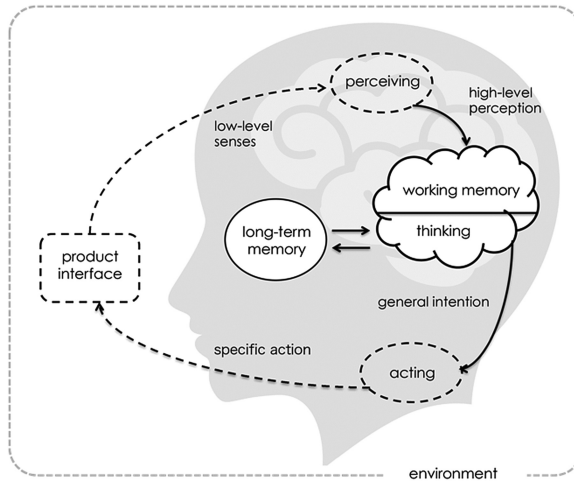 perceiving
high-level
perception
low-level
senses
working memory
long-term
memory
thinking
product
interface
general intention
specific action
acting
environment